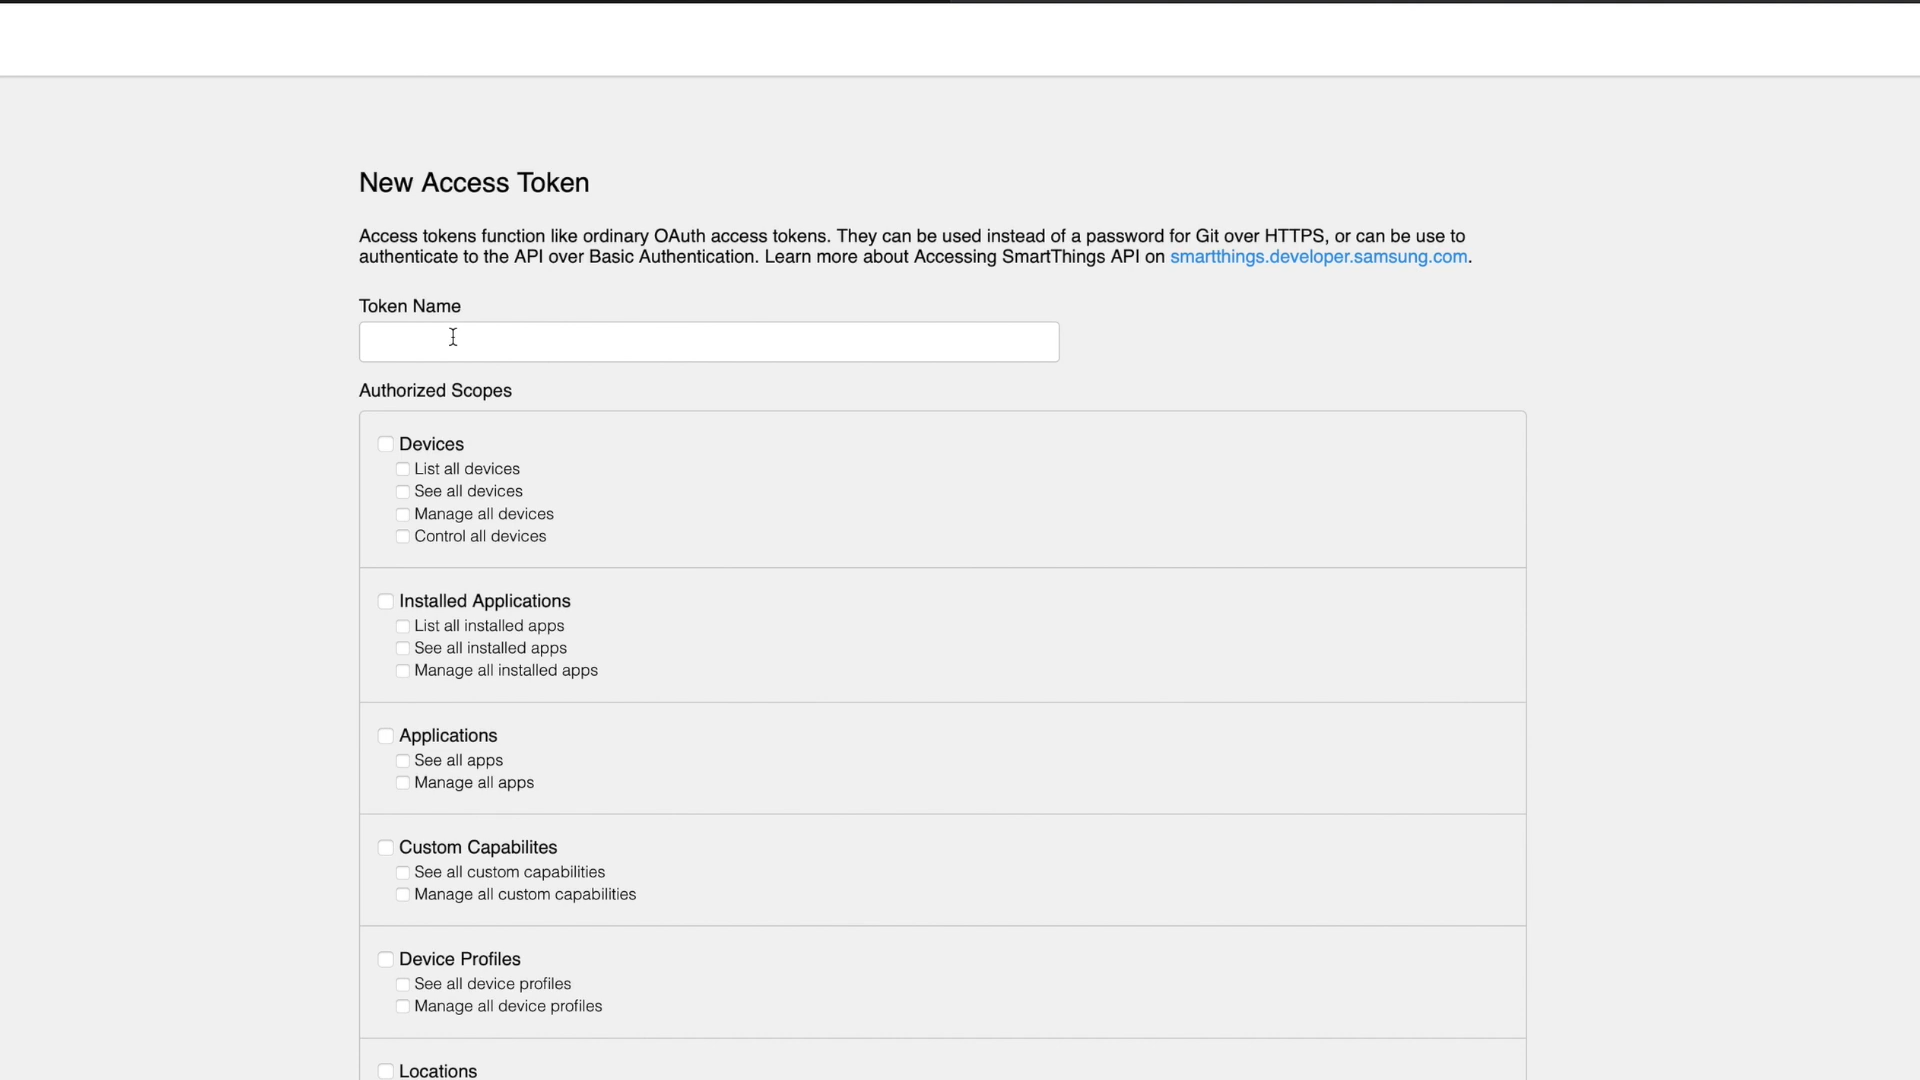 New Access Token
Access tokens function like ordinary OAuth access tokens. They can be used instead of a password for Git over HTTPS, or can be use to
authenticate to the API over Basic Authentication. Learn more about Accessing SmartThings API on smartthings.developer.samsung.com.
Token Name
Authorized Scopes
Devices
List all devices
See all devices
Manage all devices
Control all devices
Installed Applications
List all installed apps
See all installed apps
Manage all installed apps
Applications
See all apps
Manage all apps
Custom Capabilites
See all custom capabilities
Manage all custom capabilities
Device Profiles
See all device profiles
Manage all device profiles
Locations